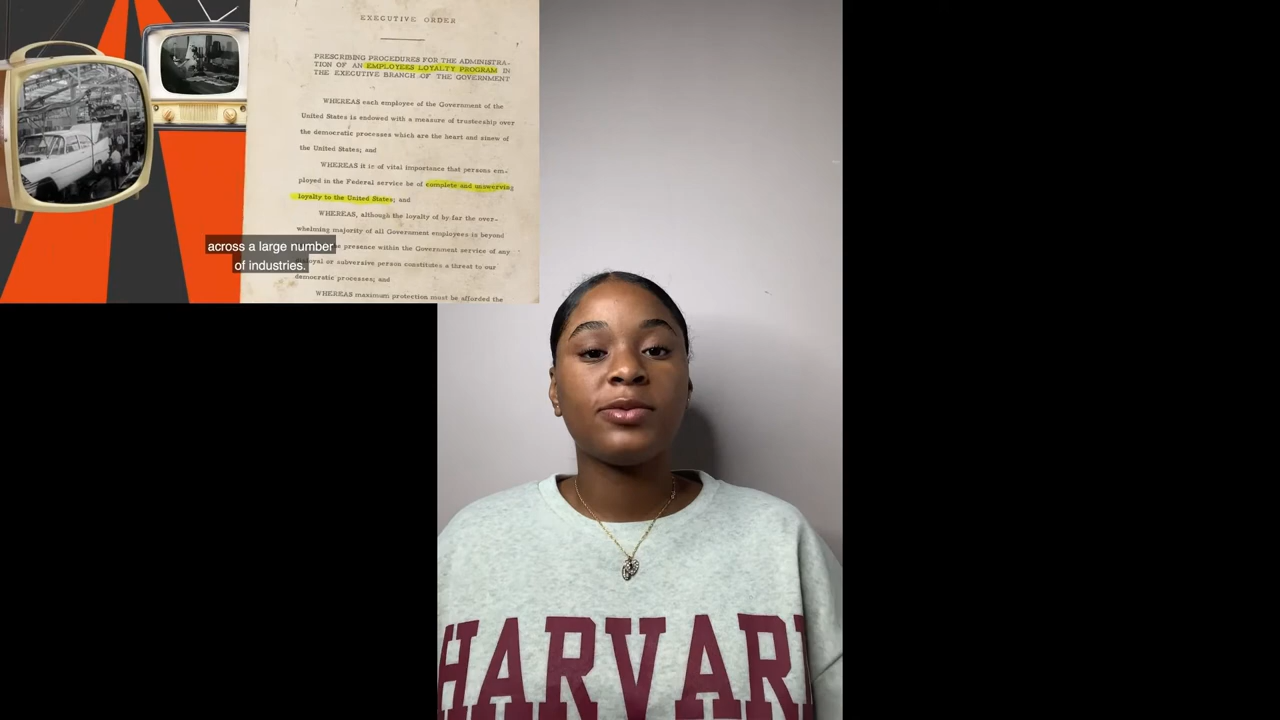 EXECUTIVE ORDER
PRESCRIBING PROCEDURES FOR THE ADMINISTRA-
TION OF AN EMPLOYEES LOYALTY PROGRAM IN
THE EXECUTIVE BRANCH OF THE GOVERNMENT
WHEREAS each employee of the Government of the
United States is endowed with a measure of trusteeship over
the democratic processes which are the heart and sinew of
the United States; and
WHEREAS it is of vital importance that persons em-
ployed in the Federal service be of complete and unswerving
loyalty to the United States; and
WHEREAS, although the loyalty of by far the over-
whelming majority of all Government employees is beyond
presence within the Government service of any
or subversive person constitutes a threat to our
democratic processes; and
WHEREAS maximum protection must be afforded the
across a large number
of industries.
HARVARD